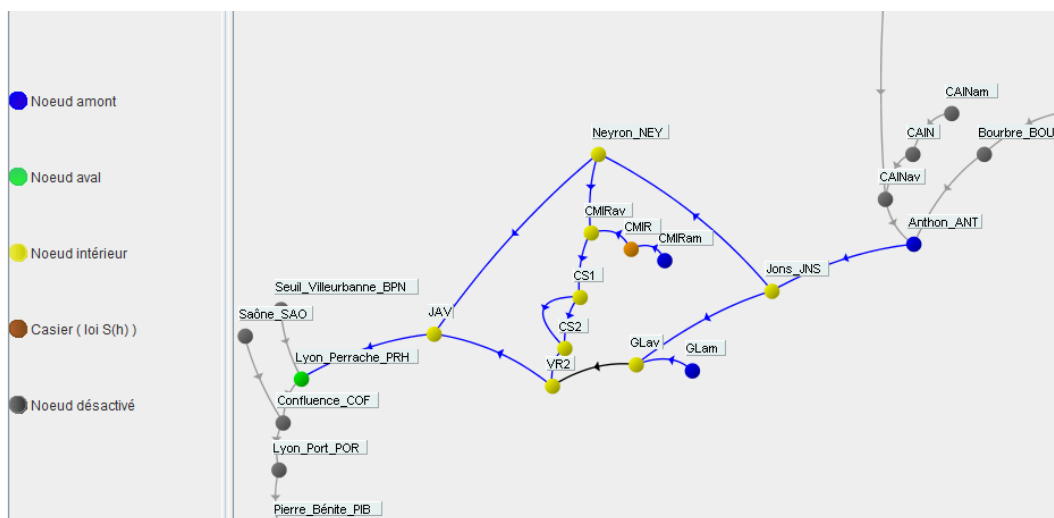 Noeud amont
Noeud aval
Noeud intérieur
Casier ( loi S(h) )
Noeud désactivé
CAINam
CAIN
Bourbre_BOU
Neyron_NEY
CAINav
CMIRav
CMIR
CMIRam
Anthon_ANT
Jons_JNS
CS1
Seuil_Villeurbanne_BPN
Saône_SAO
JAV
CS2
GLav
GLam
Lyon_Perrache_PRH
VR2
Confluence_COF
Lyon_Port_POR
Pierre_Bénite_PIB